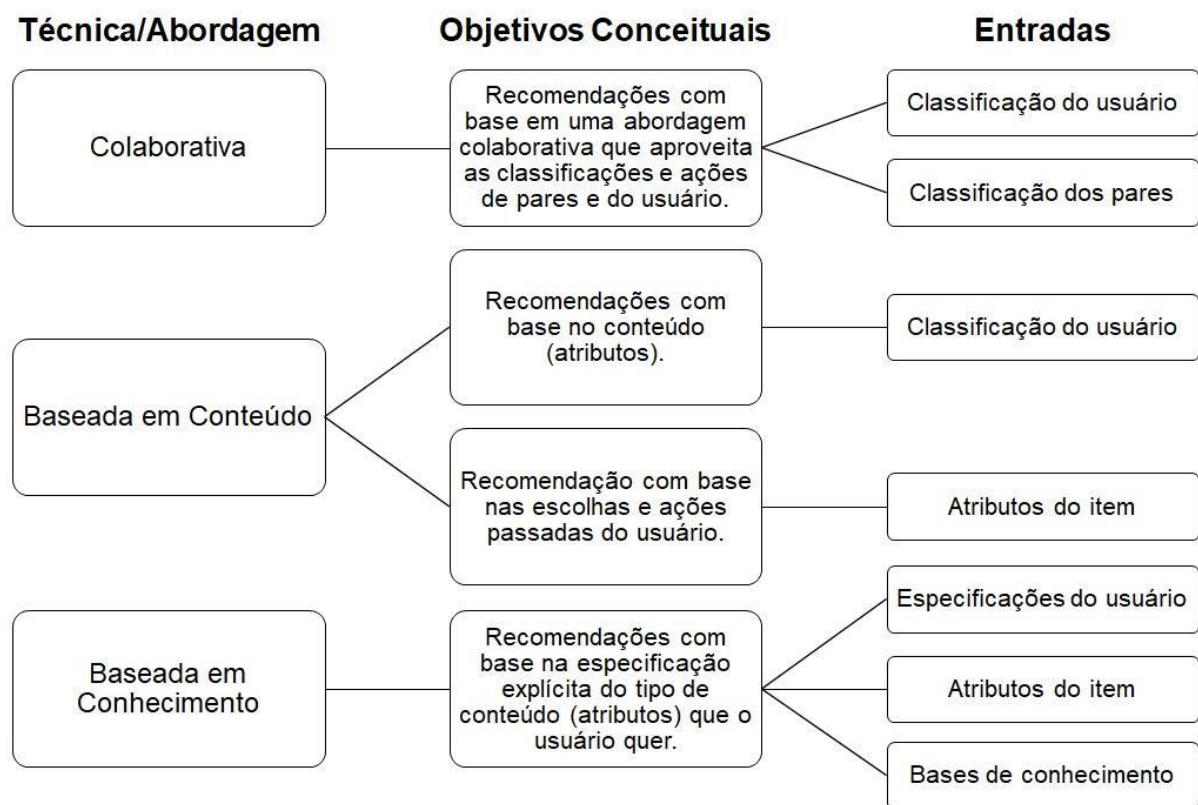 Técnica/Abordagem
Objetivos Conceituais
Entradas
Colaborativa
Recomendações com
base em uma abordagem
colaborativa que aproveita
as classificações e ações
de pares e do usuário.
Classificação do usuário
Classificação dos pares
Baseada em Conteúdo
Recomendações com
base no conteúdo
(atributos).
Classificação do usuário
Recomendação com base
nas escolhas e ações
passadas do usuário.
Atributos do item
Baseada em
Conhecimento
Recomendações com
base na especificação
explícita do tipo de
conteúdo (atributos) que o
usuário quer.
Especificações do usuário
Atributos do item
Bases de conhecimento